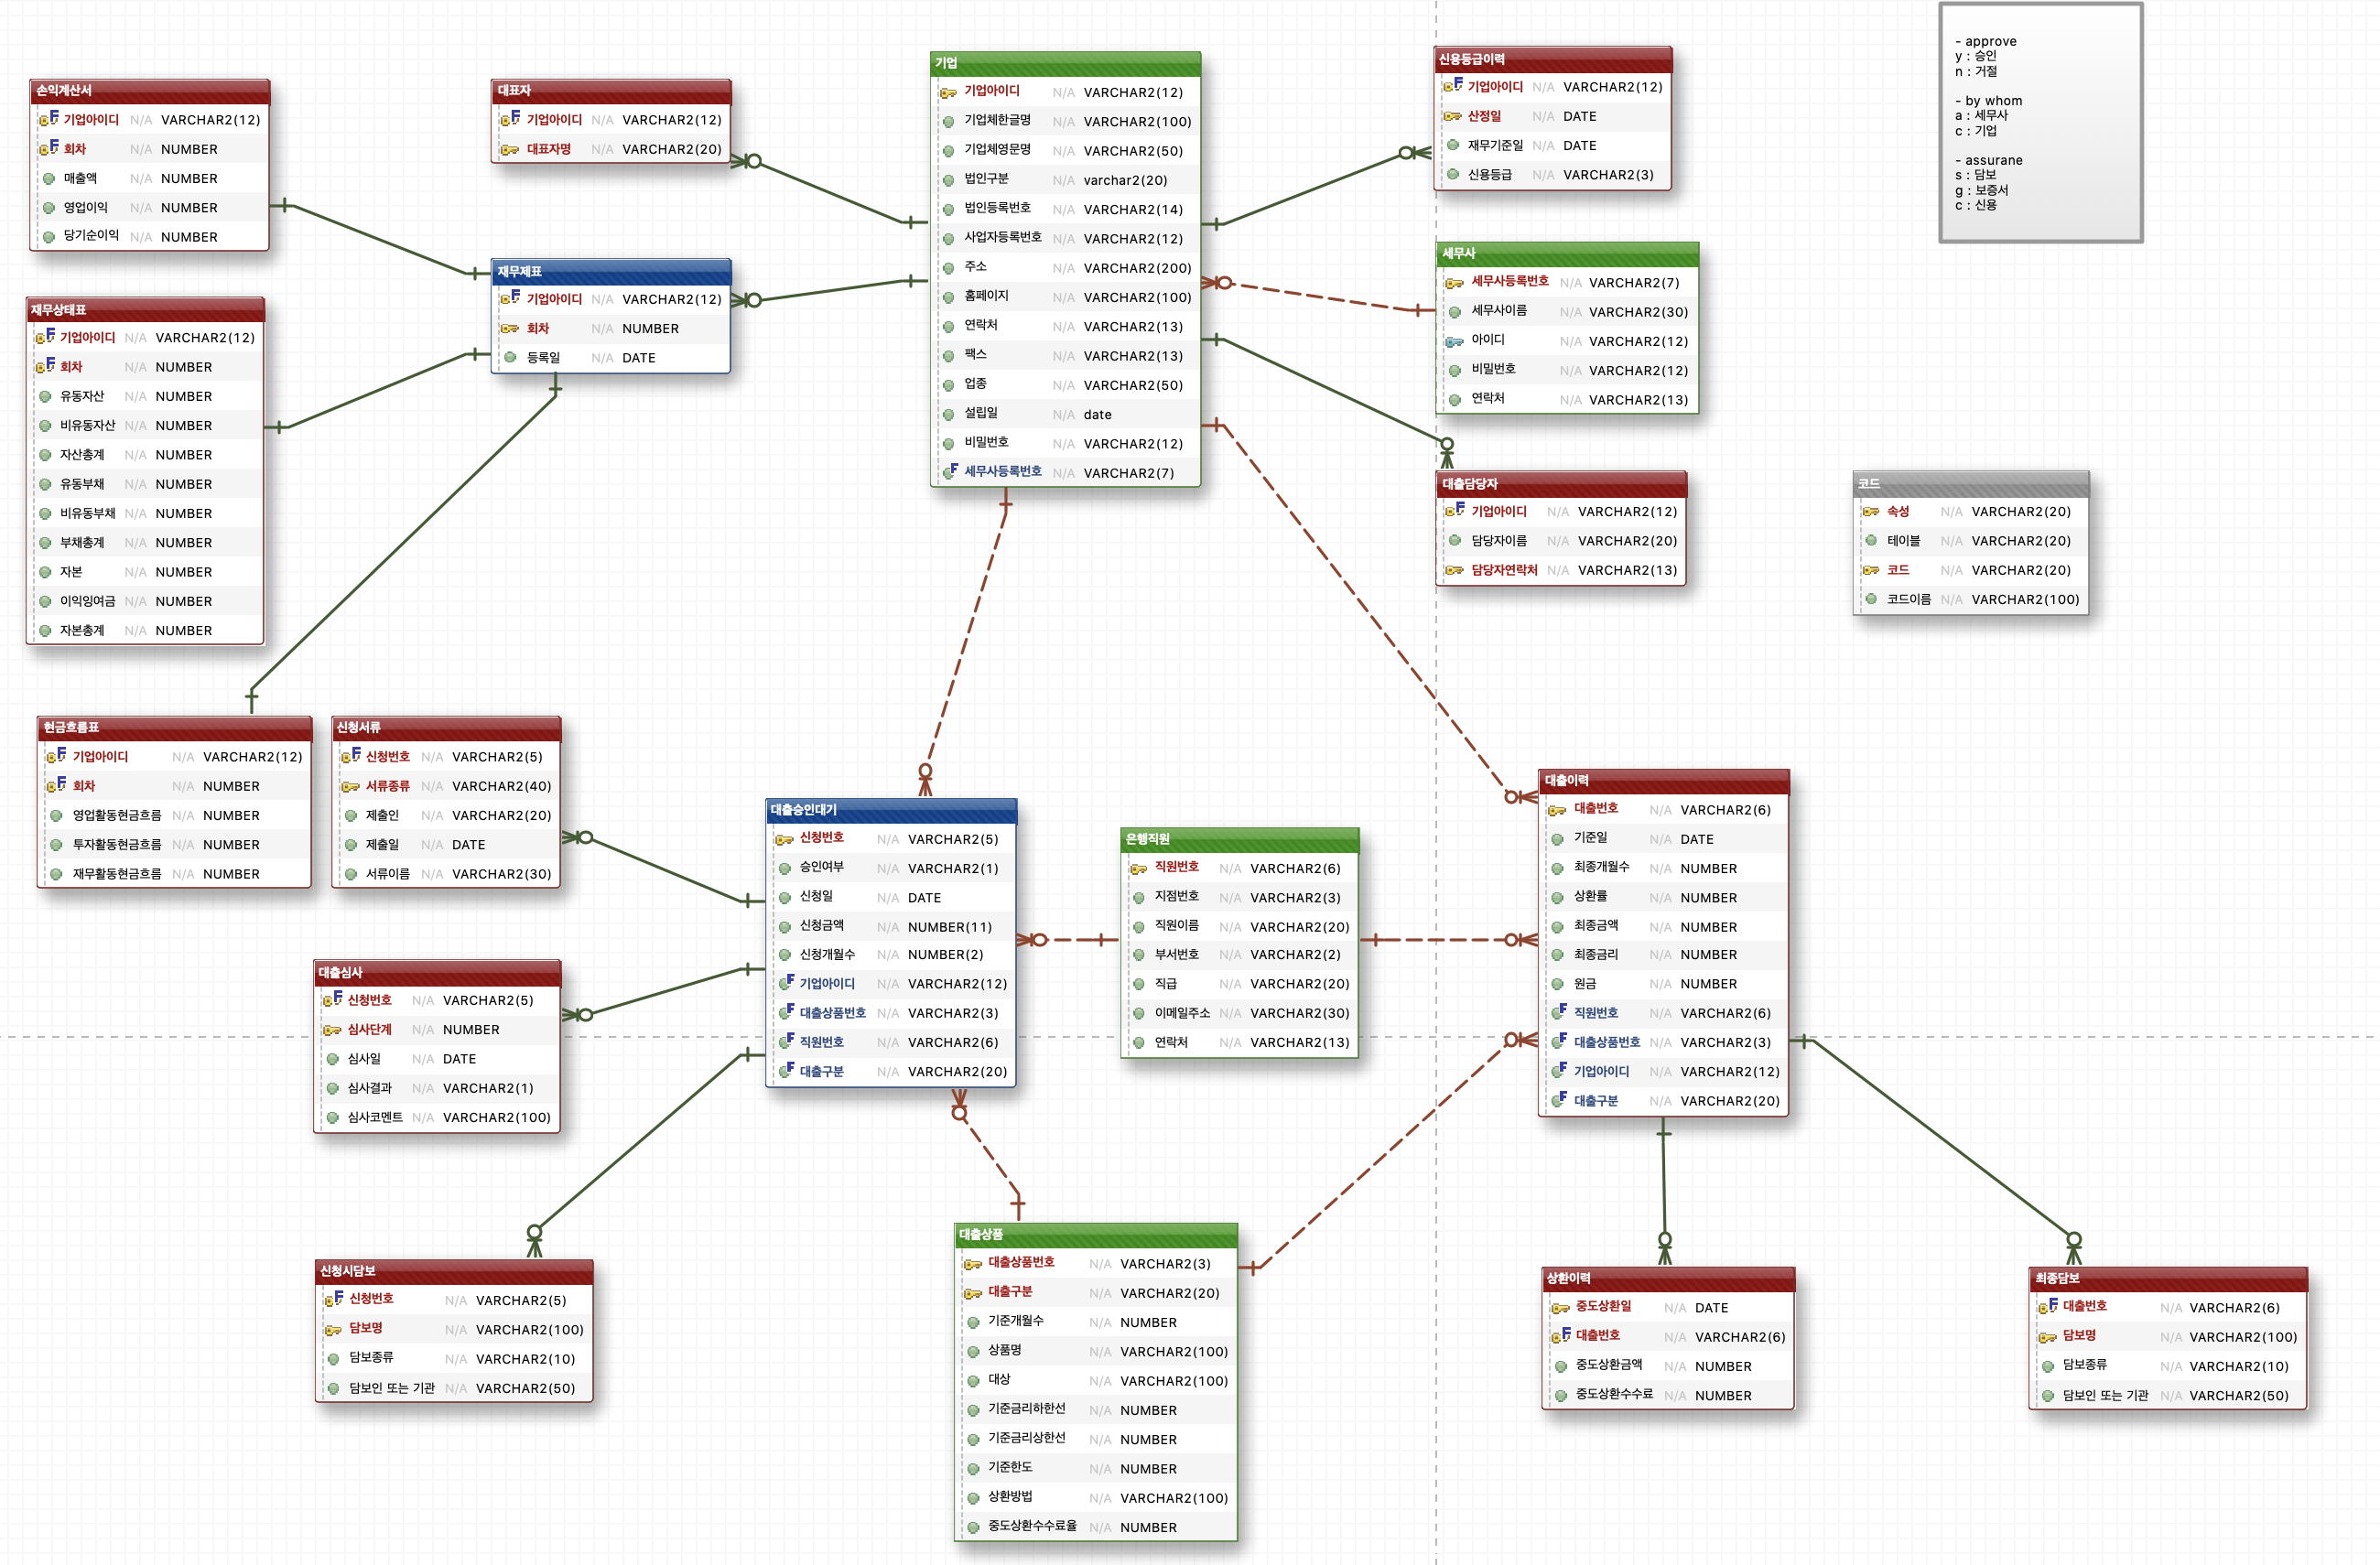 손익계산서
기업아이디 N/A VARCHAR2(12)
회차 N/A NUMBER
매출액 N/A NUMBER
영업이익 N/A NUMBER
당기순이익 N/A NUMBER
대표자
기업아이디 N/A VARCHAR2(12)
대표자명 N/A VARCHAR2(20)
기업
기업아이디 N/A VARCHAR2(12)
기업체한글명 N/A VARCHAR2(100)
기업체영문명 N/A VARCHAR2(50)
법인구분 N/A varchar2(20)
법인등록번호 N/A VARCHAR2(14)
사업자등록번호 N/A VARCHAR2(12)
주소 N/A VARCHAR2(200)
홈페이지 N/A VARCHAR2(100)
연락처 N/A VARCHAR2(13)
팩스 N/A VARCHAR2(13)
업종 N/A VARCHAR2(50)
설립일 N/A date
비밀번호 N/A VARCHAR2(12)
세무사등록번호 N/A VARCHAR2(7)
신용등급이력
기업아이디 N/A VARCHAR2(12)
산정일 N/A DATE
재무기준일 N/A DATE
신용등급 N/A VARCHAR2(3)
- approve
y : 승인
n : 거절
- by whom
a : 세무사
c : 기업
- assurane
s : 담보
g : 보증서
c : 신용
세무사
세무사등록번호 N/A VARCHAR2(7)
세무사이름 N/A VARCHAR2(30)
아이디 N/A VARCHAR2(12)
비밀번호 N/A VARCHAR2(12)
연락처 N/A VARCHAR2(13)
재무제표
기업아이디 N/A VARCHAR2(12)
회차 N/A NUMBER
등록일 N/A DATE
재무상태표
기업아이디 N/A VARCHAR2(12)
회차 N/A NUMBER
유동자산 N/A NUMBER
비유동자산 N/A NUMBER
자산총계 N/A NUMBER
유동부채 N/A NUMBER
비유동부채 N/A NUMBER
부채총계 N/A NUMBER
자본 N/A NUMBER
이익잉여금 N/A NUMBER
자본총계 N/A NUMBER
대출담당자
기업아이디 N/A VARCHAR2(12)
담당자이름 N/A VARCHAR2(20)
담당자연락처 N/A VARCHAR2(13)
코드
속성 N/A VARCHAR2(20)
테이블 N/A VARCHAR2(20)
코드 N/A VARCHAR2(20)
코드이름 N/A VARCHAR2(100)
현금흐름표
기업아이디 N/A VARCHAR2(12)
회차 N/A NUMBER
영업활동현금흐름 N/A NUMBER
투자활동현금흐름 N/A NUMBER
재무활동현금흐름 N/A NUMBER
신청서류
신청번호 N/A VARCHAR2(5)
서류종류 N/A VARCHAR2(40)
제출인 N/A VARCHAR2(20)
제출일 N/A DATE
서류이름 N/A VARCHAR2(30)
대출승인대기
신청번호 N/A VARCHAR2(5)
승인여부 N/A VARCHAR2(1)
신청일 N/A DATE
신청금액 N/A NUMBER(11)
신청개월수 N/A NUMBER(2)
기업아이디 N/A VARCHAR2(12)
대출상품번호 N/A VARCHAR2(3)
직원번호 N/A VARCHAR2(6)
대출구분 N/A VARCHAR2(20)
은행직원
직원번호 N/A VARCHAR2(6)
지점번호 N/A VARCHAR2(3)
직원이름 N/A VARCHAR2(20)
부서번호 N/A VARCHAR2(2)
직급 N/A VARCHAR2(20)
이메일주소 N/A VARCHAR2(30)
연락처 N/A VARCHAR2(13)
대출이력
대출번호 N/A VARCHAR2(6)
기준일 N/A DATE
최종개월수 N/A NUMBER
상환률 N/A NUMBER
최종금액 N/A NUMBER
최종금리 N/A NUMBER
원금 N/A NUMBER
직원번호 N/A VARCHAR2(6)
대출상품번호 N/A VARCHAR2(3)
기업아이디 N/A VARCHAR2(12)
대출구분 N/A VARCHAR2(20)
대출심사
신청번호 N/A VARCHAR2(5)
심사단계 N/A NUMBER
심사일 N/A DATE
심사결과 N/A VARCHAR2(1)
심사코멘트 N/A VARCHAR2(100)
신청시담보
신청번호 N/A VARCHAR2(5)
담보명 N/A VARCHAR2(100)
담보종류 N/A VARCHAR2(10)
담보인 또는 기관 N/A VARCHAR2(50)
대출상품
대출상품번호 N/A VARCHAR2(3)
대출구분 N/A VARCHAR2(20)
기준개월수 N/A NUMBER
상품명 N/A VARCHAR2(100)
대상 N/A VARCHAR2(100)
기준금리하한선 N/A NUMBER
기준금리상한선 N/A NUMBER
기준한도 N/A NUMBER
상환방법 N/A VARCHAR2(100)
중도상환수수료율 N/A NUMBER
상환이력
중도상환일 N/A DATE
대출번호 N/A VARCHAR2(6)
중도상환금액 N/A NUMBER
중도상환수수료 N/A NUMBER
최종담보
대출번호 N/A VARCHAR2(6)
담보명 N/A VARCHAR2(100)
담보종류 N/A VARCHAR2(10)
담보인 또는 기관 N/A VARCHAR2(50)